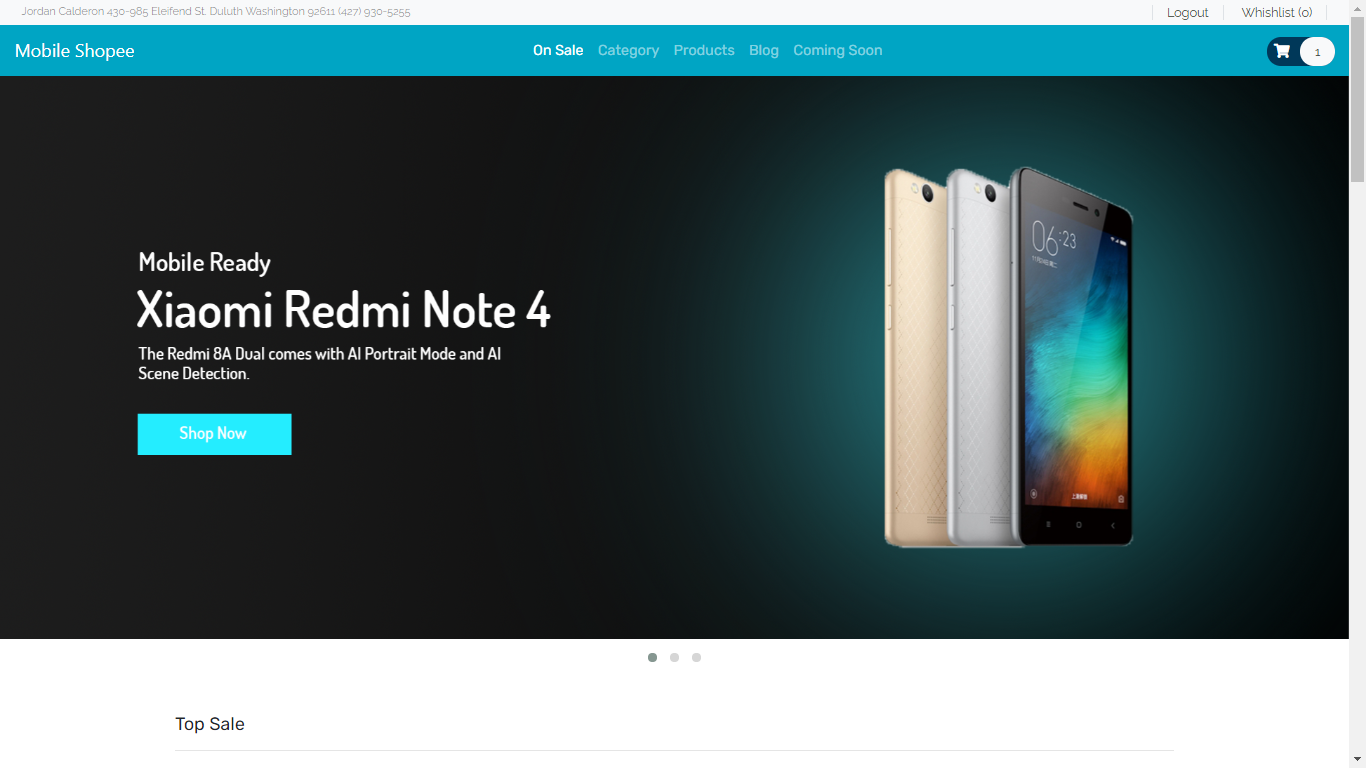 Jordan Calderon 430-985 Eleifend St. Duluth Washington 92611 (427) 930-5255
Logout
Whishlist (0)
Mobile Shopee
On Sale
Category
Products
Blog
Coming Soon
1
Mobile Ready
Xiaomi Redmi Note 4
The Redmi 8A Dual comes with AI Portrait Mode and AI
Scene Detection.
Shop Now
06:23
Top Sale